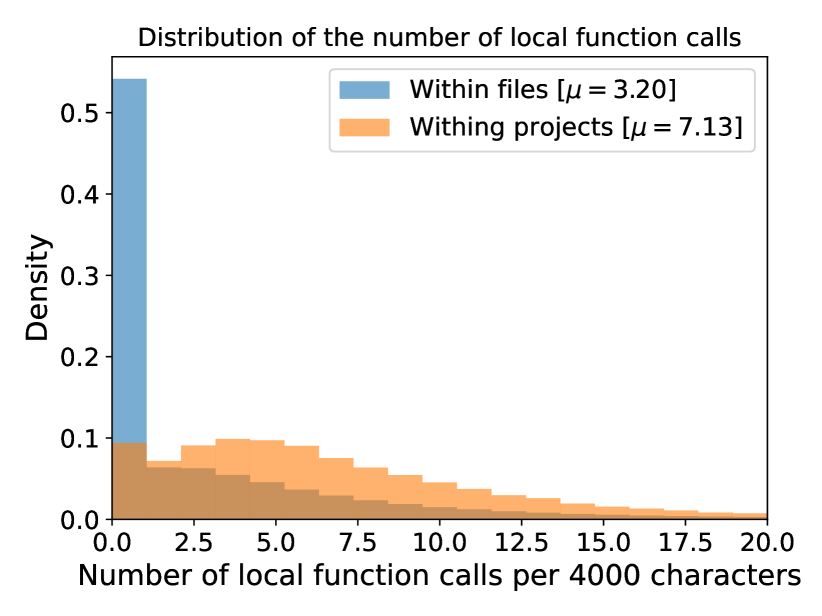 Distribution of the number of local function calls
Within files [μ = 3.20]
Withing projects [μ = 7.13]
Density
0.5
0.4
0.3
0.2
0.1
0.0
0.0 2.5 5.0 7.5 10.0 12.5 15.0 17.5 20.0
Number of local function calls per 4000 characters